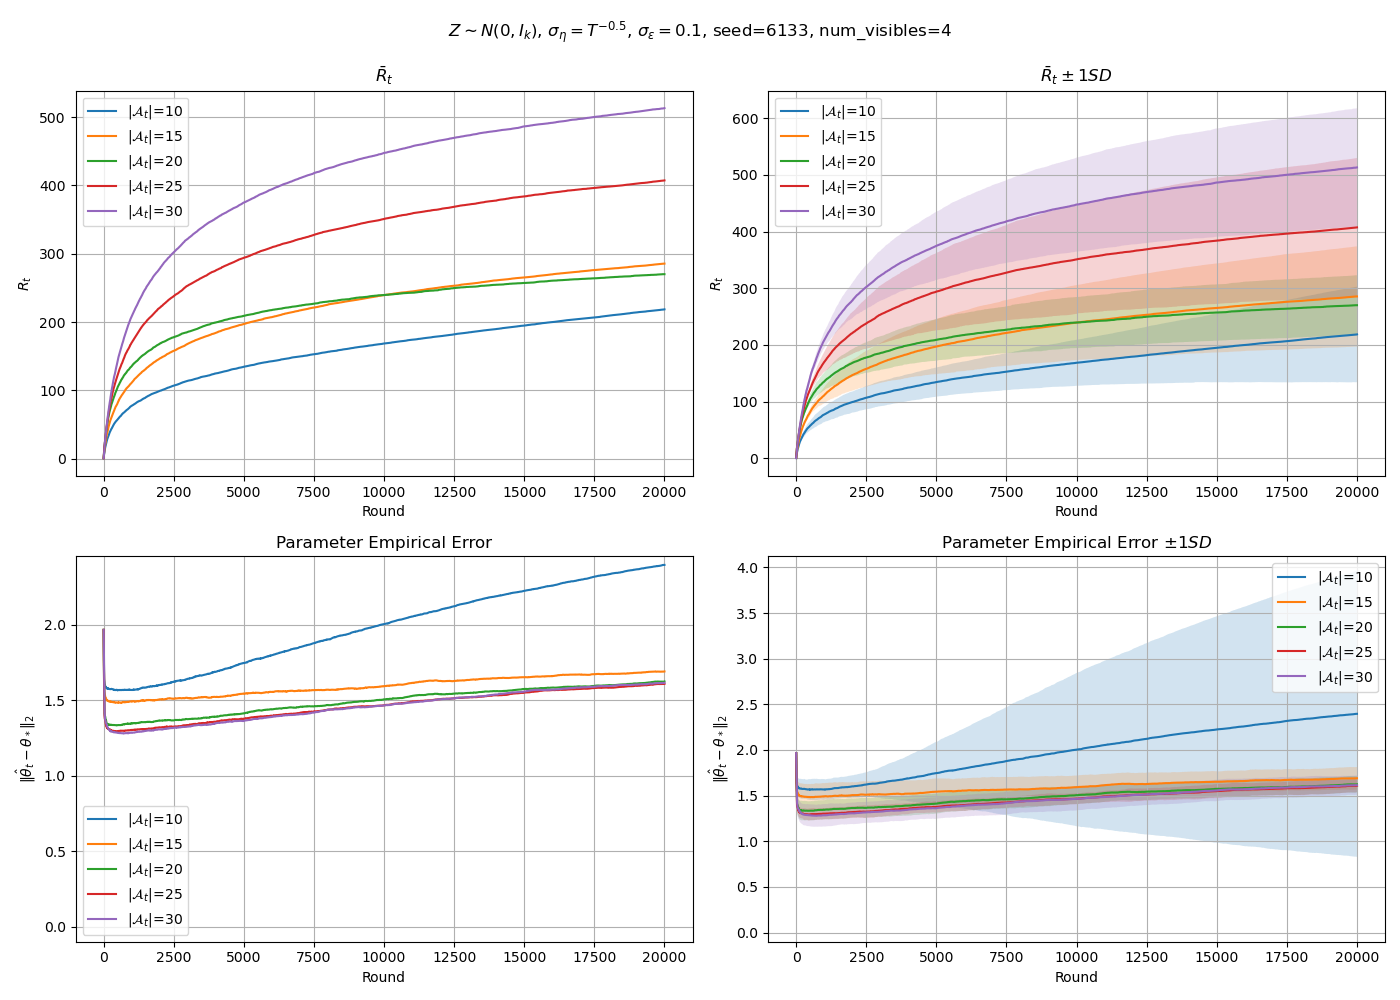 Z ∼ N(0, I_k), σ_η = T^{−0.5}, σ_ε = 0.1, seed=6133, num_visibles=4
R̄_t
500
400
300
200
100
0
R_t
|𝒜_t|=10
|𝒜_t|=15
|𝒜_t|=20
|𝒜_t|=25
|𝒜_t|=30
0 2500 5000 7500 10000 12500 15000 17500 20000
Round
R̄_t ± 1SD
600
500
400
300
200
100
0
R_t
|𝒜_t|=10
|𝒜_t|=15
|𝒜_t|=20
|𝒜_t|=25
|𝒜_t|=30
0 2500 5000 7500 10000 12500 15000 17500 20000
Round
Parameter Empirical Error
2.0
1.5
1.0
0.5
0.0
‖θ̂_t − θ_*‖_2
|𝒜_t|=10
|𝒜_t|=15
|𝒜_t|=20
|𝒜_t|=25
|𝒜_t|=30
0 2500 5000 7500 10000 12500 15000 17500 20000
Round
Parameter Empirical Error ±1SD
4.0
3.5
3.0
2.5
2.0
1.5
1.0
0.5
0.0
‖θ̂_t − θ_*‖_2
|𝒜_t|=10
|𝒜_t|=15
|𝒜_t|=20
|𝒜_t|=25
|𝒜_t|=30
0 2500 5000 7500 10000 12500 15000 17500 20000
Round